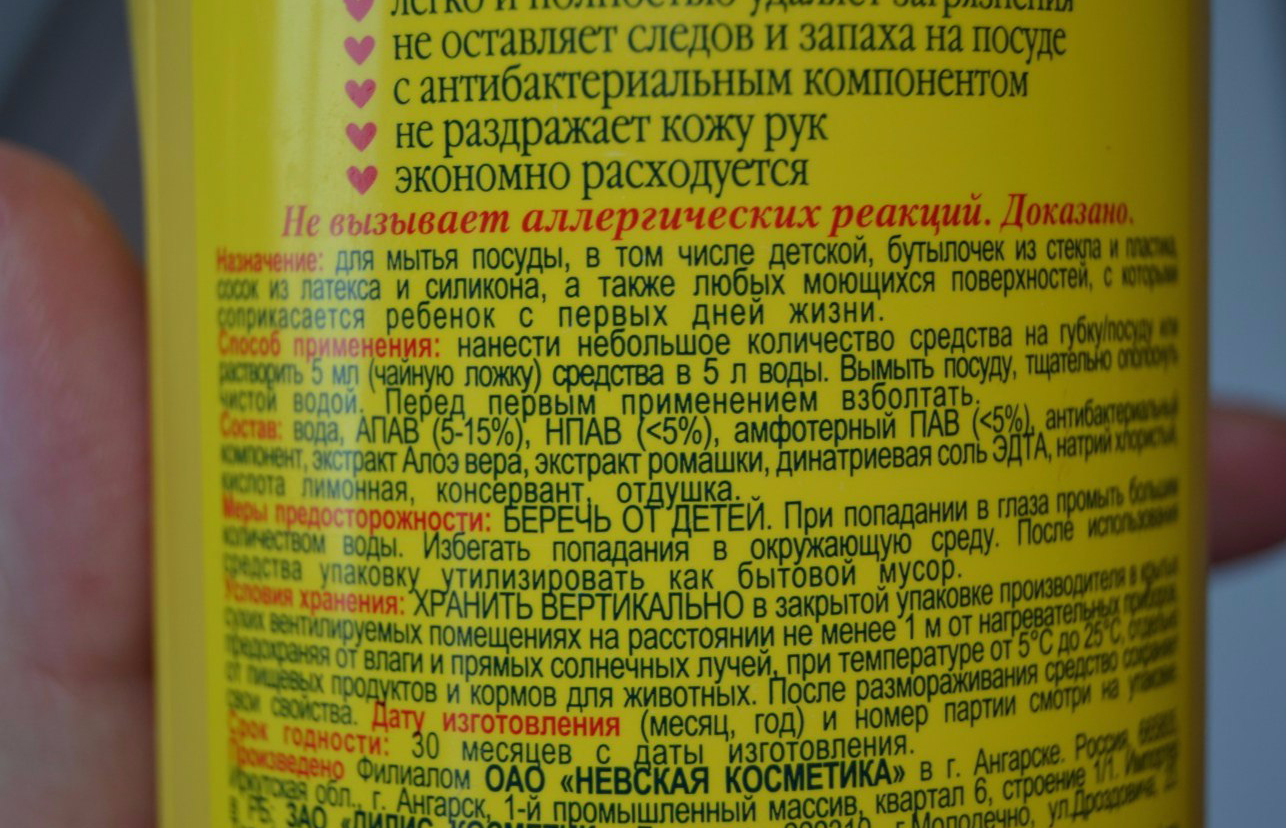 легко и полностью удаляет загрязнения
не оставляет следов и запаха на посуде
с антибактериальным компонентом
не раздражает кожу рук
экономно расходуется
Не вызывает аллергических реакций. Доказано.
Назначение: для мытья посуды, в том числе детской, бутылочек из стекла и пластика,
сосок из латекса и силикона, а также любых моющихся поверхностей, с которыми
соприкасается ребенок с первых дней жизни.
Способ применения: нанести небольшое количество средства на губку/посуду или
растворить 5 мл (чайную ложку) средства в 5 л воды. Вымыть посуду, тщательно ополоснуть
чистой водой. Перед первым применением взболтать.
Состав: вода, АПАВ (5-15%), НПАВ (<5%), амфотерный ПАВ (<5%), антибактериальный
компонент, экстракт Алоэ вера, экстракт ромашки, динатриевая соль ЭДТА, натрий хлористый,
кислота лимонная, консервант, отдушка.
Меры предосторожности: БЕРЕЧЬ ОТ ДЕТЕЙ. При попадании в глаза промыть большим
количеством воды. Избегать попадания в окружающую среду. После использования
средства упаковку утилизировать как бытовой мусор.
Условия хранения: ХРАНИТЬ ВЕРТИКАЛЬНО в закрытой упаковке производителя в крытых
сухих вентилируемых помещениях на расстоянии не менее 1 м от нагревательных приборов,
предохраняя от влаги и прямых солнечных лучей, при температуре от 5°С до 25°С, отдельно
от пищевых продуктов и кормов для животных. После размораживания средство сохраняет
свои свойства. Дату изготовления (месяц, год) и номер партии смотри на упаковке.
Срок годности: 30 месяцев с даты изготовления.
Произведено Филиалом ОАО «НЕВСКАЯ КОСМЕТИКА» в г. Ангарске. Россия,
Иркутская обл., г. Ангарск, 1-й промышленный массив, квартал 6, строение 1/1. Импортер
в РБ: ЗАО г. Молодечно, ул.